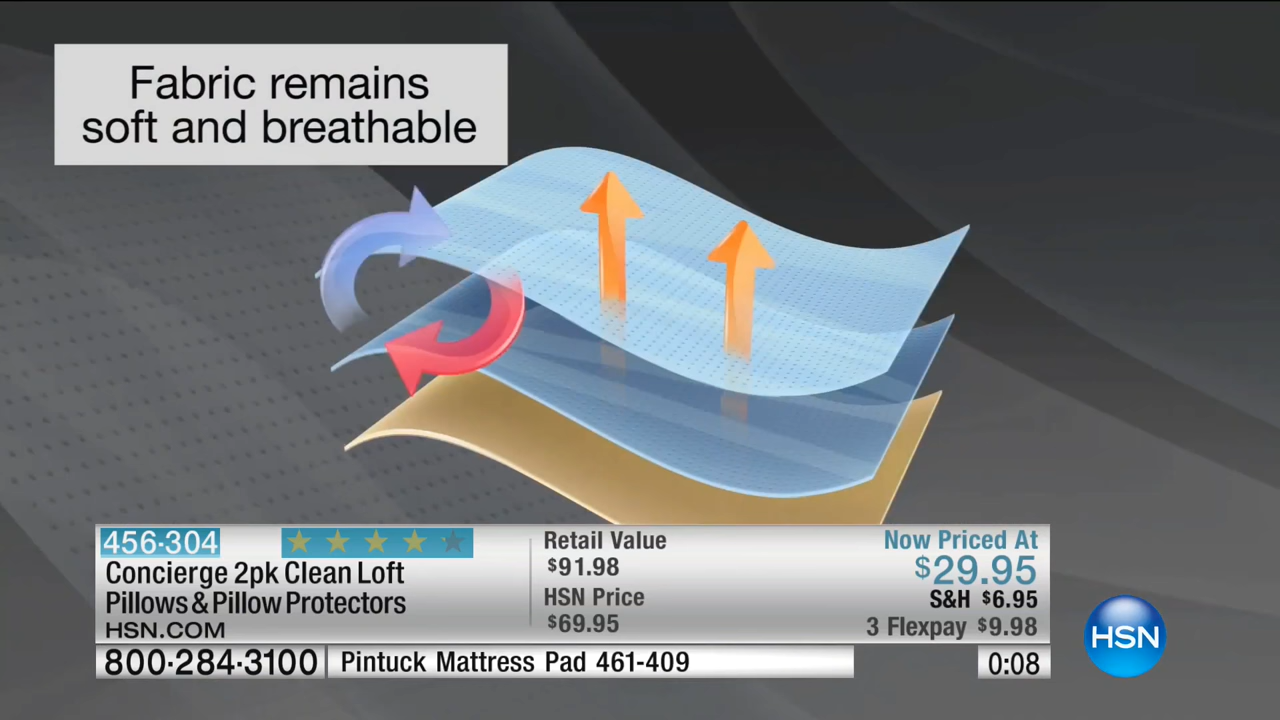 Fabric remains
soft and breathable
456-304
Concierge 2pk Clean Loft
Pillows & Pillow Protectors
HSN.COM
Retail Value
$91.98
HSN Price
$69.95
Now Priced At
$29.95
S&H $6.95
3 Flexpay $9.98
800-284-3100
Pintuck Mattress Pad 461-409
0:08
HSN